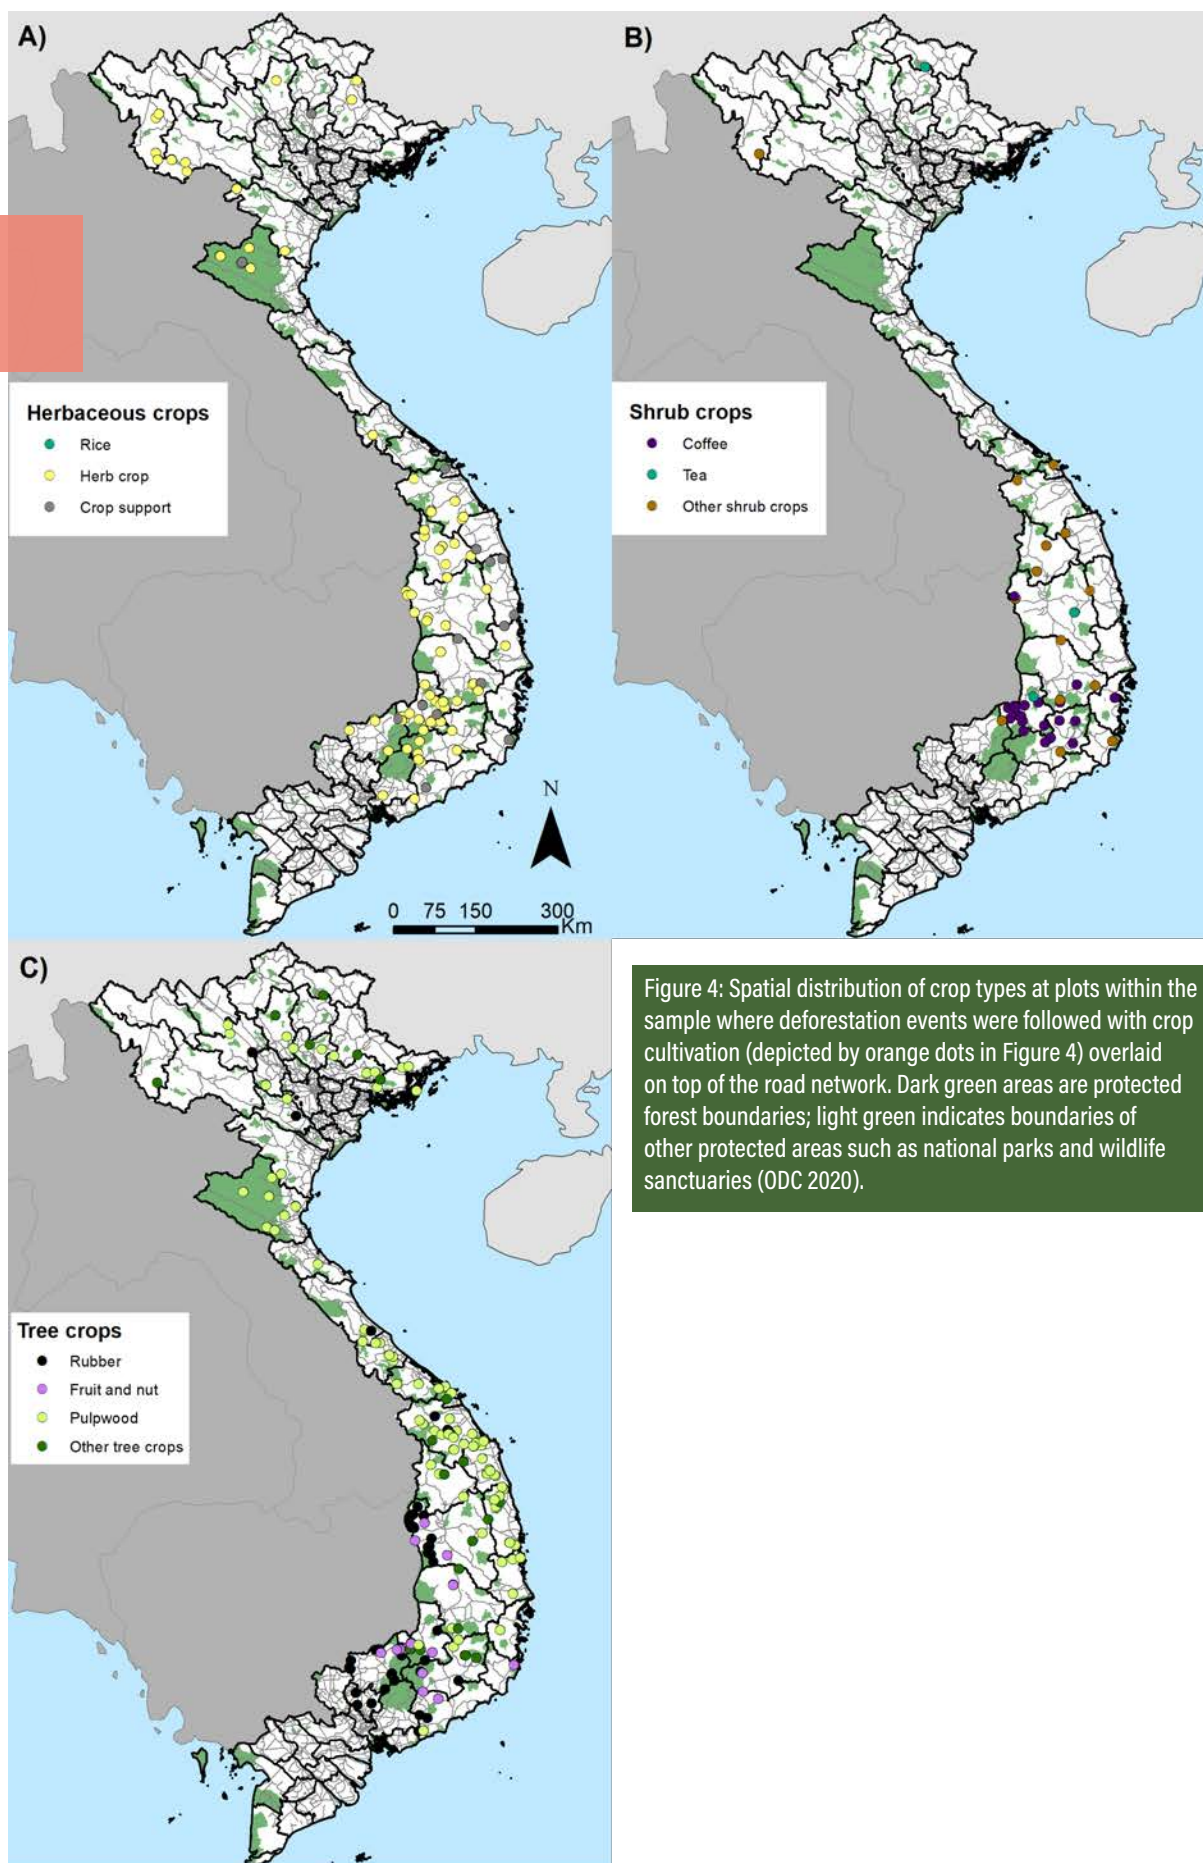 A)
Herbaceous crops
Rice
Herb crop
Crop support
N
0 75 150 300
Km
B)
Shrub crops
Coffee
Tea
Other shrub crops
C)
Tree crops
Rubber
Fruit and nut
Pulpwood
Other tree crops
Figure 4: Spatial distribution of crop types at plots within the
sample where deforestation events were followed with crop
cultivation (depicted by orange dots in Figure 4) overlaid
on top of the road network. Dark green areas are protected
forest boundaries; light green indicates boundaries of
other protected areas such as national parks and wildlife
sanctuaries (ODC 2020).